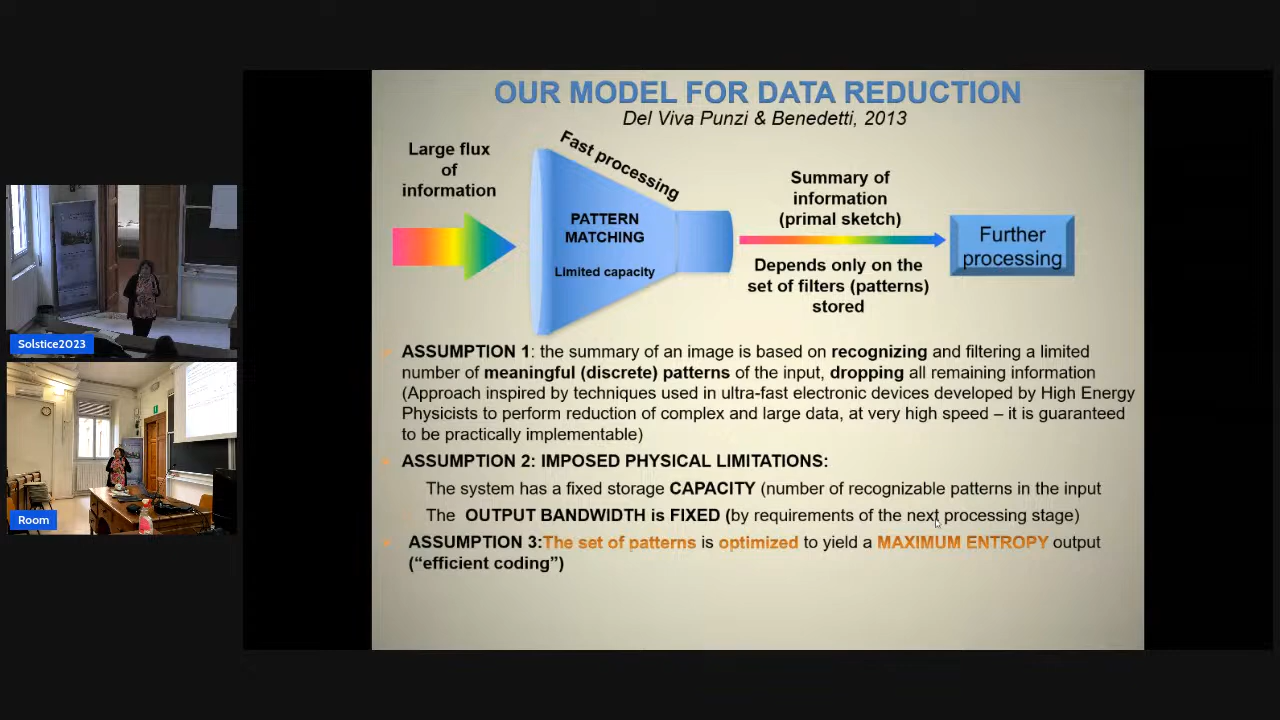 OUR MODEL FOR DATA REDUCTION
Del Viva Punzi & Benedetti, 2013
Large flux
of
information
Fast processing
PATTERN
MATCHING
Limited capacity
Summary of
information
(primal sketch)
Depends only on the
set of filters (patterns)
stored
Further
processing
ASSUMPTION 1: the summary of an image is based on recognizing and filtering a limited
number of meaningful (discrete) patterns of the input, dropping all remaining information
(Approach inspired by techniques used in ultra-fast electronic devices developed by High Energy
Physicists to perform reduction of complex and large data, at very high speed – it is guaranteed
to be practically implementable)
ASSUMPTION 2: IMPOSED PHYSICAL LIMITATIONS:
The system has a fixed storage CAPACITY (number of recognizable patterns in the input
The OUTPUT BANDWIDTH is FIXED (by requirements of the next processing stage)
ASSUMPTION 3:The set of patterns is optimized to yield a MAXIMUM ENTROPY output
(“efficient coding”)
Solstice2023
Room